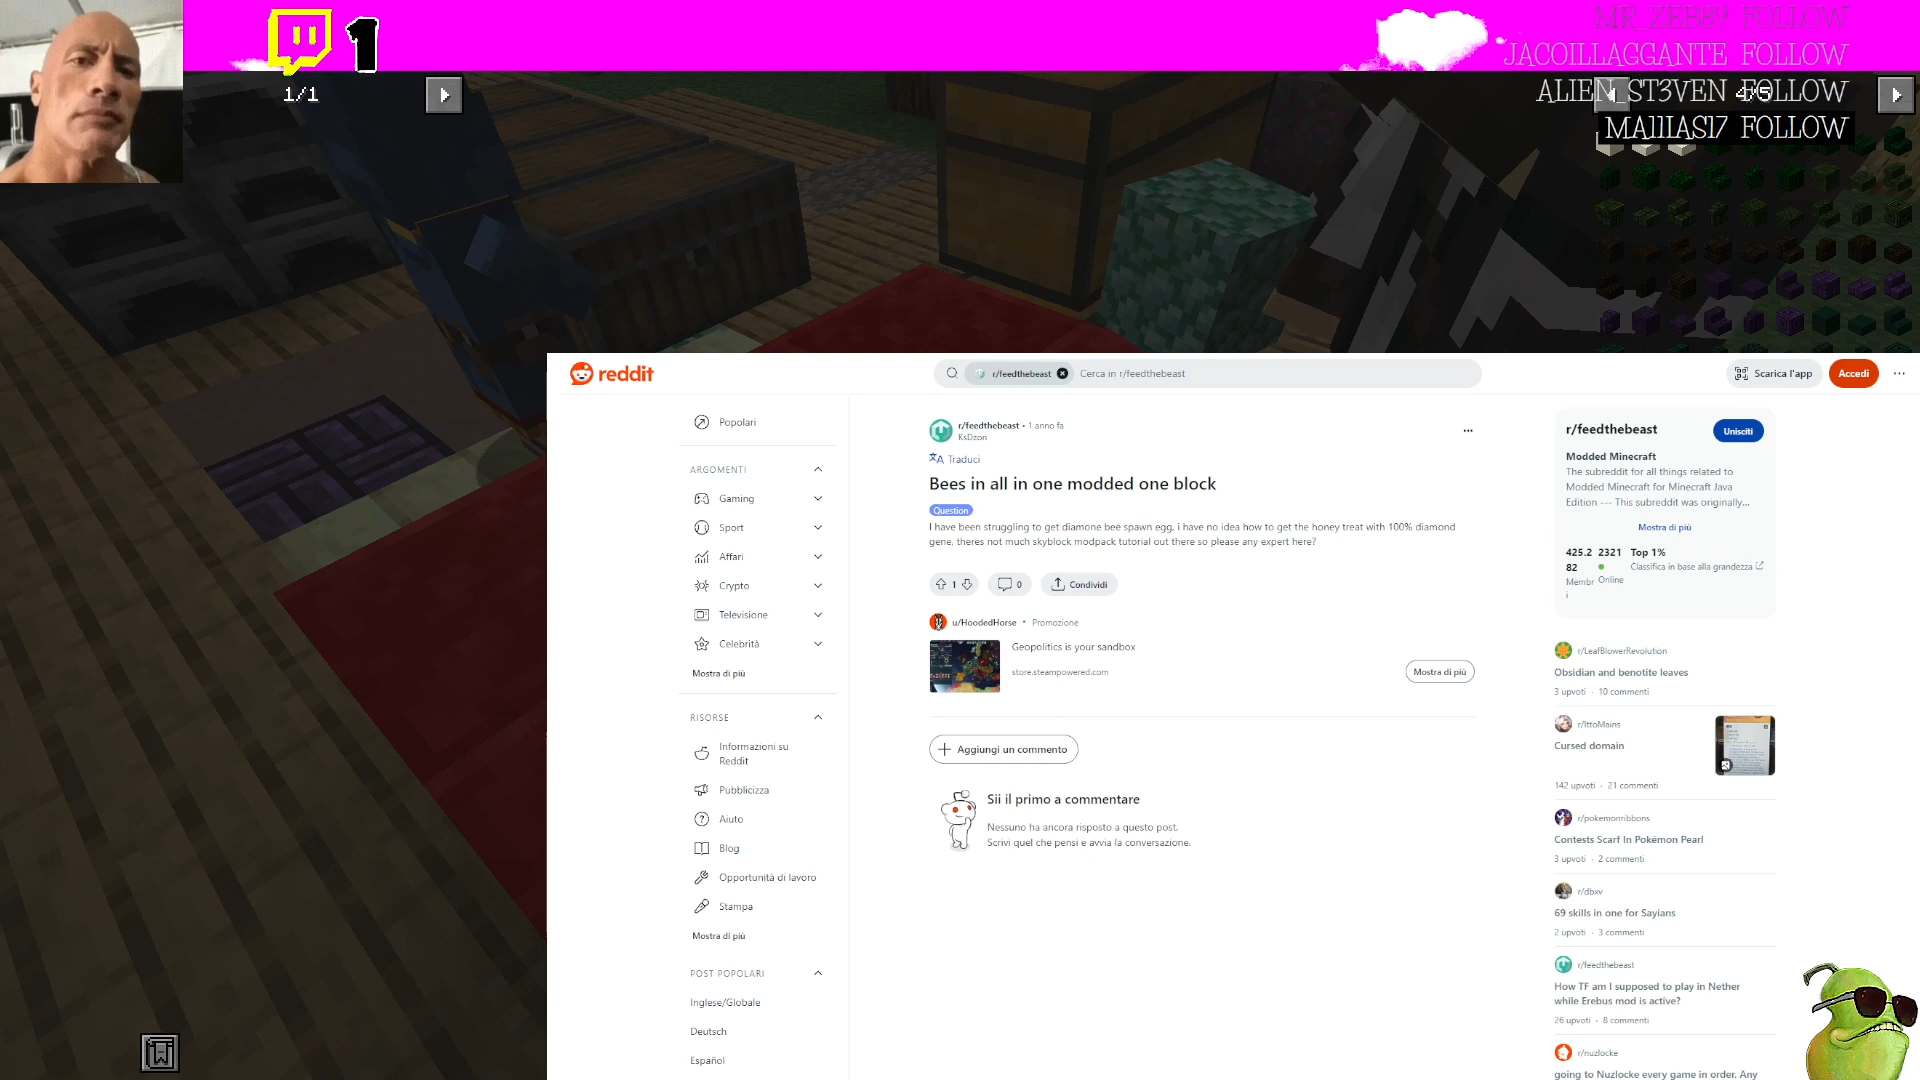 1
1/1
MR_ZEB89 FOLLOW
JACOILLAGGANTE FOLLOW
ALIEN_ST3VEN FOLLOW
4/5
MA111AS17 FOLLOW
reddit
r/feedthebeast
Cerca in r/feedthebeast
Scarica l'app
Accedi
Popolari
ARGOMENTI
Gaming
Sport
Affari
Crypto
Televisione
Celebrità
Mostra di più
RISORSE
Informazioni su
Reddit
Pubblicizza
Aiuto
Blog
Opportunità di lavoro
Stampa
Mostra di più
POST POPOLARI
Inglese/Globale
Deutsch
Español
r/feedthebeast • 1 anno fa
KsDzon
Traduci
Bees in all in one modded one block
Question
I have been struggling to get diamone bee spawn egg, i have no idea how to get the honey treat with 100% diamond
gene, theres not much skyblock modpack tutorial out there so please any expert here?
1
0
Condividi
u/HoodedHorse • Promozione
Geopolitics is your sandbox
store.steampowered.com
Mostra di più
Aggiungi un commento
Sii il primo a commentare
Nessuno ha ancora risposto a questo post.
Scrivi quel che pensi e avvia la conversazione.
r/feedthebeast
Unisciti
Modded Minecraft
The subreddit for all things related to
Modded Minecraft for Minecraft Java
Edition --- This subreddit was originally...
Mostra di più
425.2 2321 Top 1%
82 Classifica in base alla grandezza
Membr Online
i
r/LeafBlowerRevolution
Obsidian and benotite leaves
3 upvoti · 10 commenti
r/IttoMains
Cursed domain
142 upvoti · 21 commenti
r/pokemonribbons
Contests Scarf In Pokémon Pearl
3 upvoti · 2 commenti
r/dbxv
69 skills in one for Sayians
2 upvoti · 3 commenti
r/feedthebeast
How TF am I supposed to play in Nether
while Erebus mod is active?
26 upvoti · 8 commenti
r/nuzlocke
going to Nuzlocke every game in order. Any